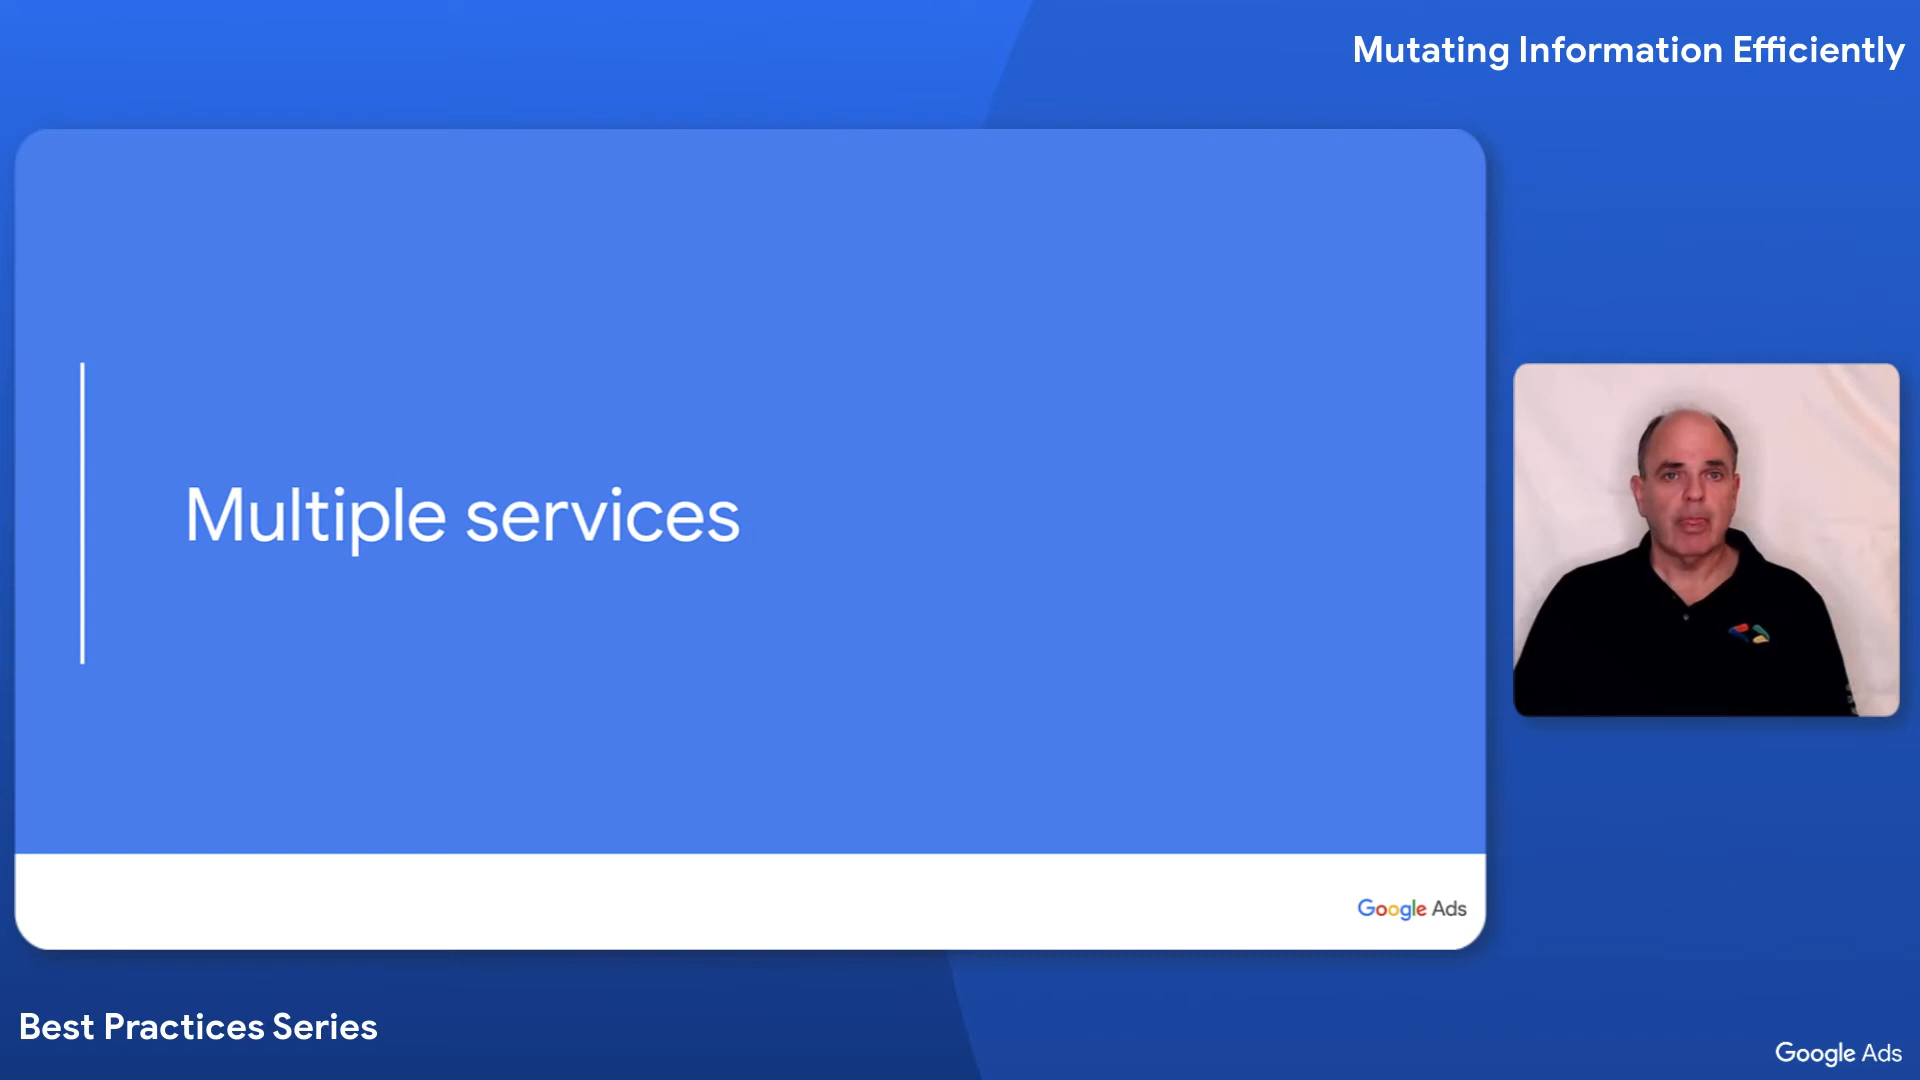 Mutating Information Efficiently
Multiple services
Google Ads
Best Practices Series
Google Ads